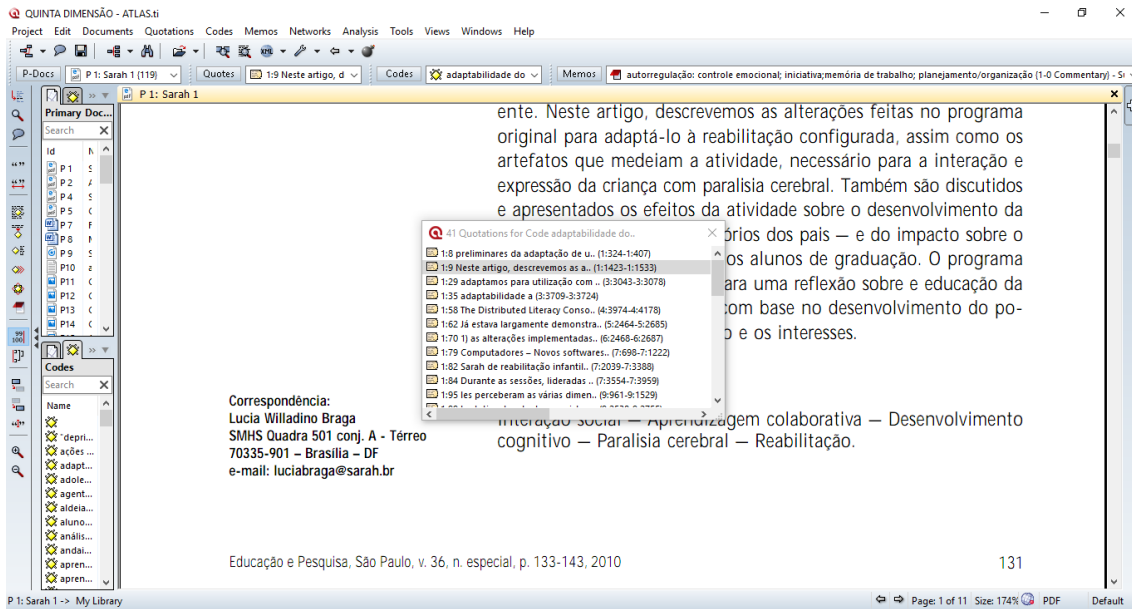 QUINTA DIMENSÃO - ATLAS.ti
Project Edit Documents Quotations Codes Memos Networks Analysis Tools Views Windows Help
P-Docs P 1: Sarah 1 (119) Quotes 1:9 Neste artigo, d Codes adaptabilidade do Memos autorregulação: controle emocional; iniciativa;memória de trabalho; planejamento/organização (1-0 Commentary) -
P 1: Sarah 1
Primary Doc...
Search
Id
P 1
P 2
P 4
P 5
P 7
P 8
P 9
P10
P11
P12
P13
P14
Codes
Search
Name
"depri...
ações ...
adapt...
adole...
agent...
aldeia...
aluno...
anális...
andai...
apren...
apren...
ente. Neste artigo, descrevemos as alterações feitas no programa
original para adaptá-lo à reabilitação configurada, assim como os
artefatos que medeiam a atividade, necessário para a interação e
expressão da criança com paralisia cerebral. Também são discutidos
e apresentados os efeitos da atividade sobre o desenvolvimento da
órios dos pais — e do impacto sobre o
os alunos de graduação. O programa
ara uma reflexão sobre e educação da
com base no desenvolvimento do po-
o e os interesses.
41 Quotations for Code adaptabilidade do..
1:8 preliminares da adaptação de u.. (1:324-1:407)
1:9 Neste artigo, descrevemos as a.. (1:1423-1:1533)
1:29 adaptamos para utilização com .. (3:3043-3:3078)
1:35 adaptabilidade a (3:3709-3:3724)
1:58 The Distributed Literacy Conso.. (4:3974-4:4178)
1:62 Já estava largamente demonstra.. (5:2464-5:2685)
1:70 1) as alterações implementadas.. (6:2468-6:2687)
1:79 Computadores – Novos softwares.. (7:698-7:1222)
1:82 Sarah de reabilitação infantil.. (7:2039-7:3388)
1:84 Durante as sessões, lideradas .. (7:3554-7:3959)
1:95 les perceberam as várias dimen.. (9:961-9:1529)
Interação social — Aprendizagem colaborativa — Desenvolvimento
cognitivo — Paralisia cerebral — Reabilitação.
Correspondência:
Lucia Willadino Braga
SMHS Quadra 501 conj. A - Térreo
70335-901 – Brasília – DF
e-mail: luciabraga@sarah.br
Educação e Pesquisa, São Paulo, v. 36, n. especial, p. 133-143, 2010 131
P 1: Sarah 1 -> My Library Page: 1 of 11 Size: 174% PDF Default